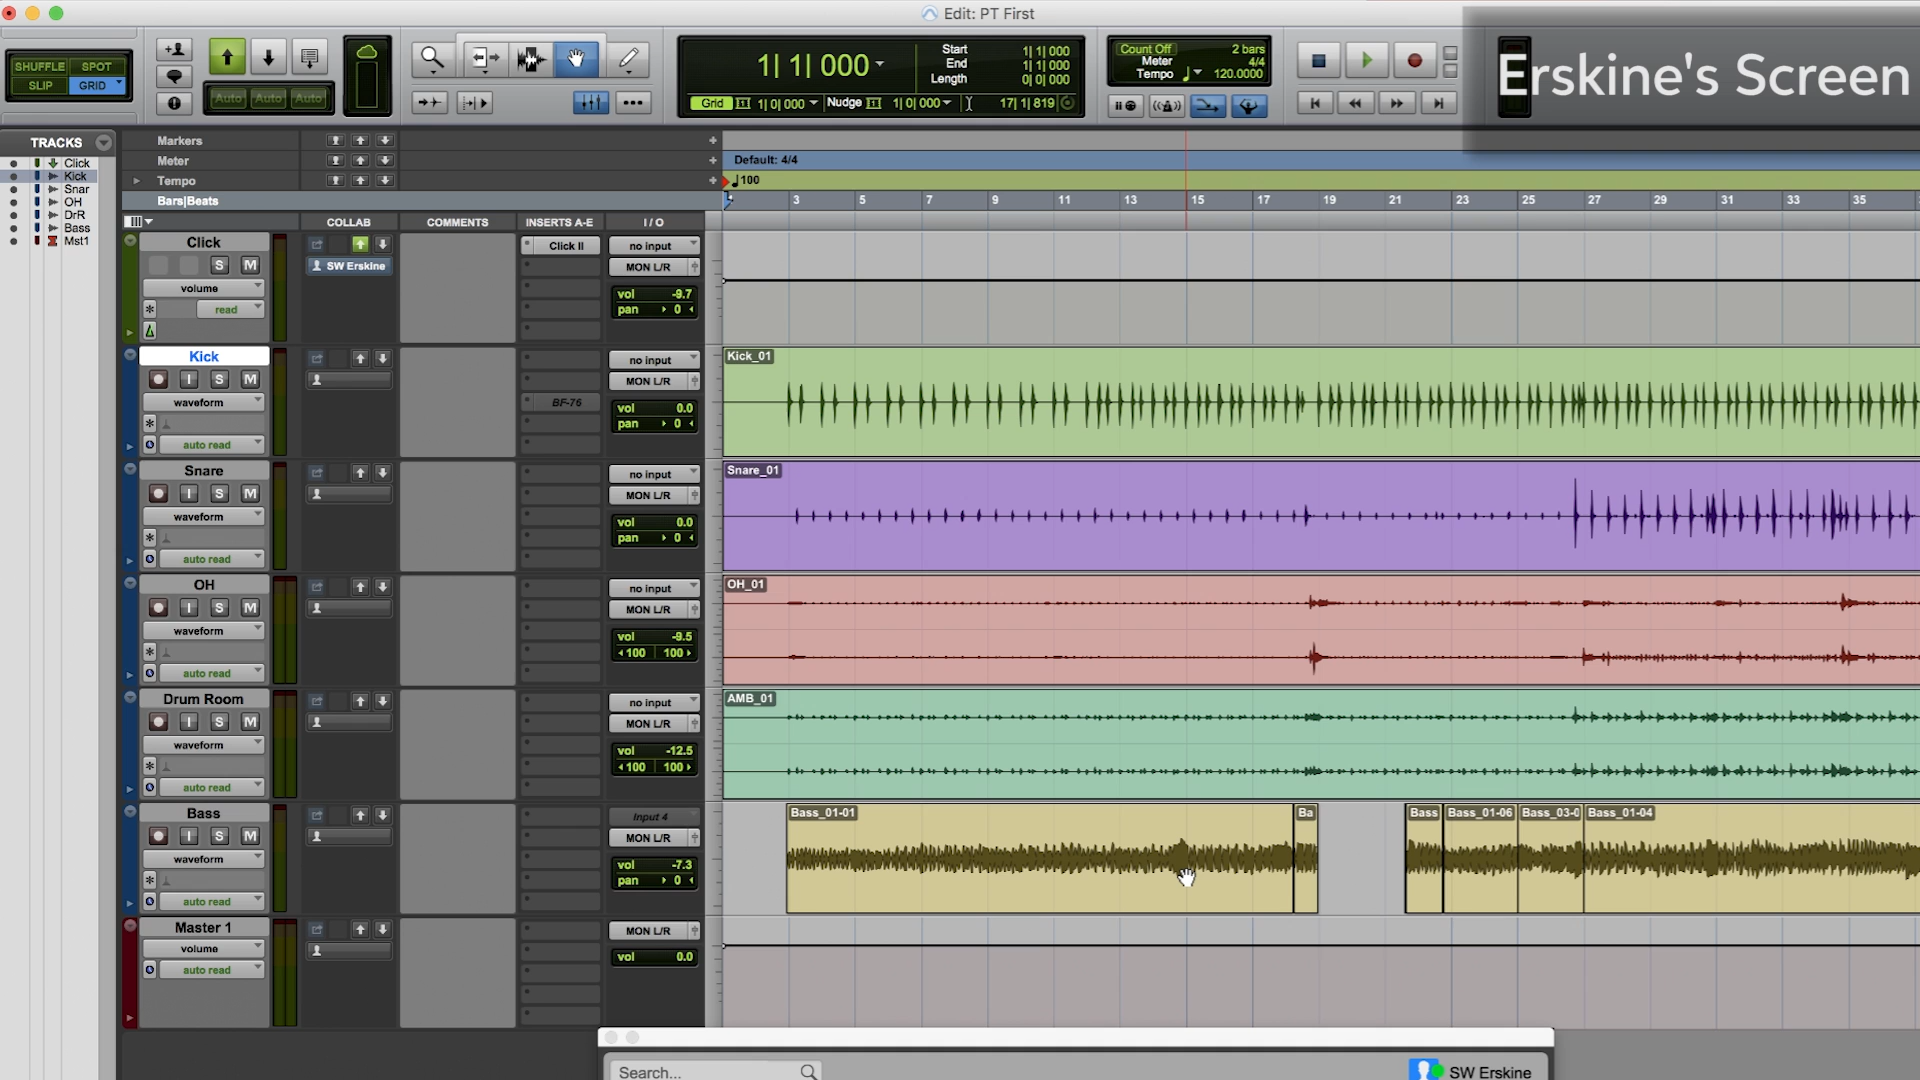 Edit: PT First
Erskine's Screen
SHUFFLE SPOT
SLIP GRID
Auto Auto Auto
1| 1| 000
Start 1| 1| 000
End 1| 1| 000
Length 0| 0| 000
Grid 1| 0| 000 Nudge 1| 0| 000 17| 1| 819
Count Off 2 bars
Meter 4/4
Tempo 120.0000
TRACKS
Click
Kick
Snar
OH
DrR
Bass
Mst1
Markers
Meter Default: 4/4
Tempo 100
Bars|Beats 3 5 7 9 11 13 15 17 19 21 23 25 27 29 31 33 35
COLLAB COMMENTS INSERTS A-E I / O
Click
S M
volume
read
SW Erskine
Click II
no input
MON L/R
vol -9.7
pan 0
Kick
I S M
waveform
auto read
BF-76
no input
MON L/R
vol 0.0
pan 0
Kick_01
Snare
I S M
waveform
auto read
no input
MON L/R
vol 0.0
pan 0
Snare_01
OH
I S M
waveform
auto read
no input
MON L/R
vol -9.5
100 100
OH_01
Drum Room
I S M
waveform
auto read
no input
MON L/R
vol -12.5
100 100
AMB_01
Bass
I S M
waveform
auto read
Input 4
MON L/R
vol -7.3
pan 0
Bass_01-01 Ba Bass Bass_01-06 Bass_03-0 Bass_01-04
Master 1
volume
auto read
MON L/R
vol 0.0
Search...
SW Erskine